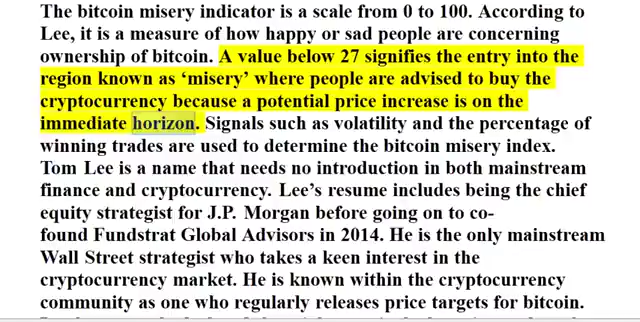 The bitcoin misery indicator is a scale from 0 to 100. According to
Lee, it is a measure of how happy or sad people are concerning
ownership of bitcoin. A value below 27 signifies the entry into the
region known as ‘misery’ where people are advised to buy the
cryptocurrency because a potential price increase is on the
immediate horizon. Signals such as volatility and the percentage of
winning trades are used to determine the bitcoin misery index.
Tom Lee is a name that needs no introduction in both mainstream
finance and cryptocurrency. Lee’s resume includes being the chief
equity strategist for J.P. Morgan before going on to co-
found Fundstrat Global Advisors in 2014. He is the only mainstream
Wall Street strategist who takes a keen interest in the
cryptocurrency market. He is known within the cryptocurrency
community as one who regularly releases price targets for bitcoin.